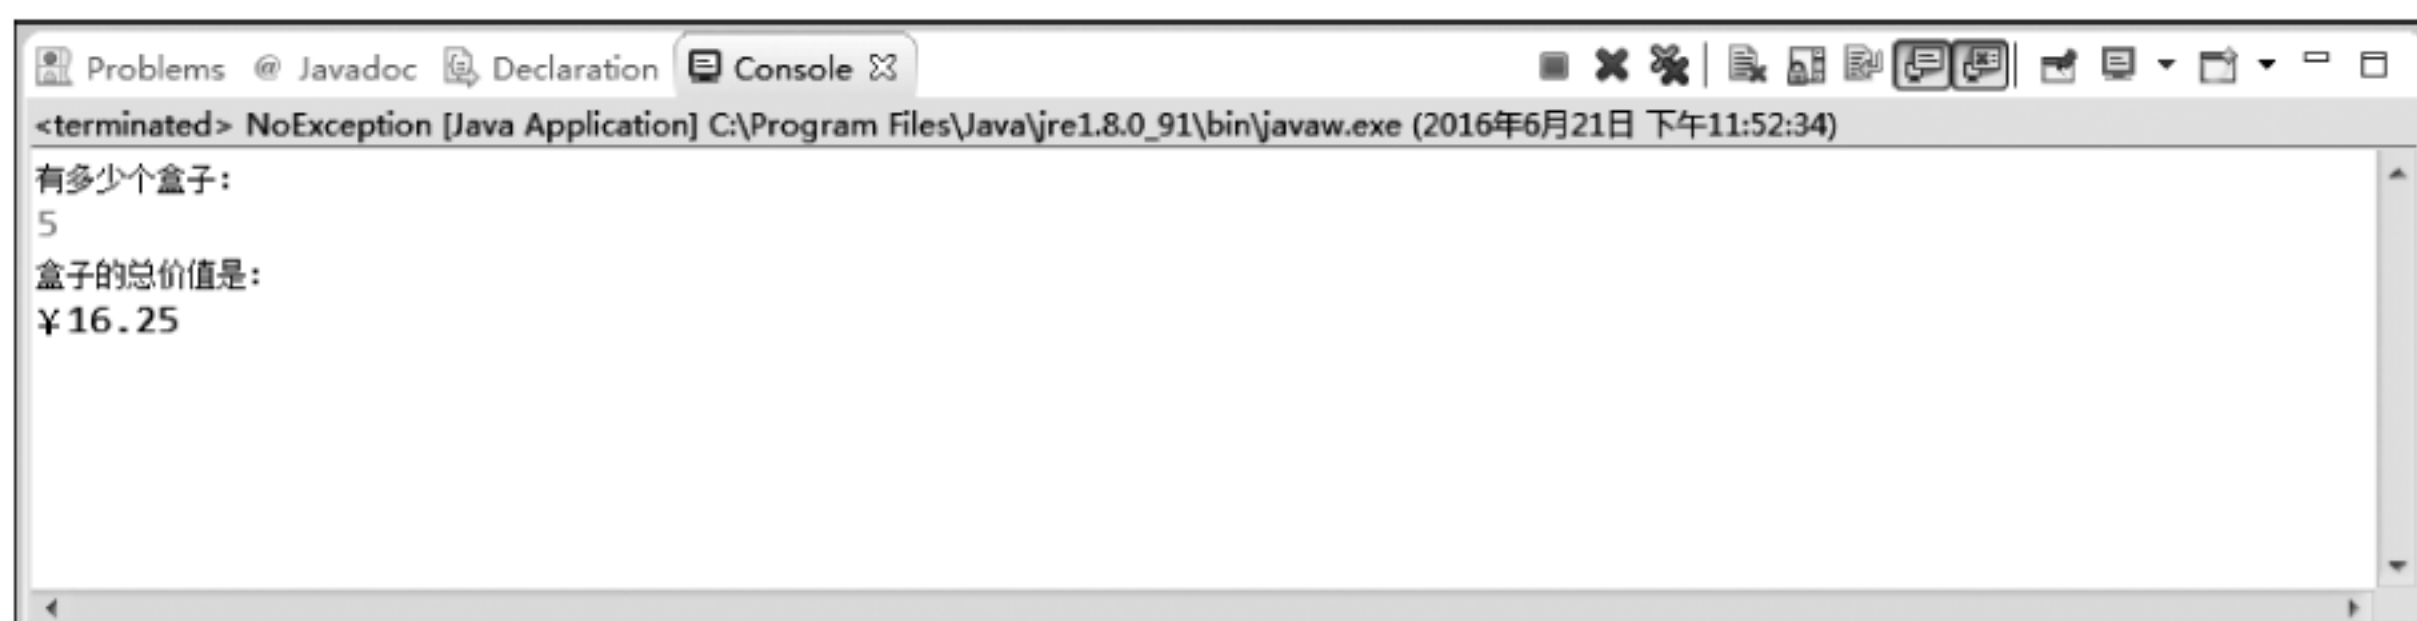 Problems @ Javadoc Declaration Console
<terminated> NoException [Java Application] C:\Program Files\Java\jre1.8.0_91\bin\javaw.exe (2016年6月21日 下午11:52:34)
有多少个盒子:
5
盒子的总价值是:
¥16.25